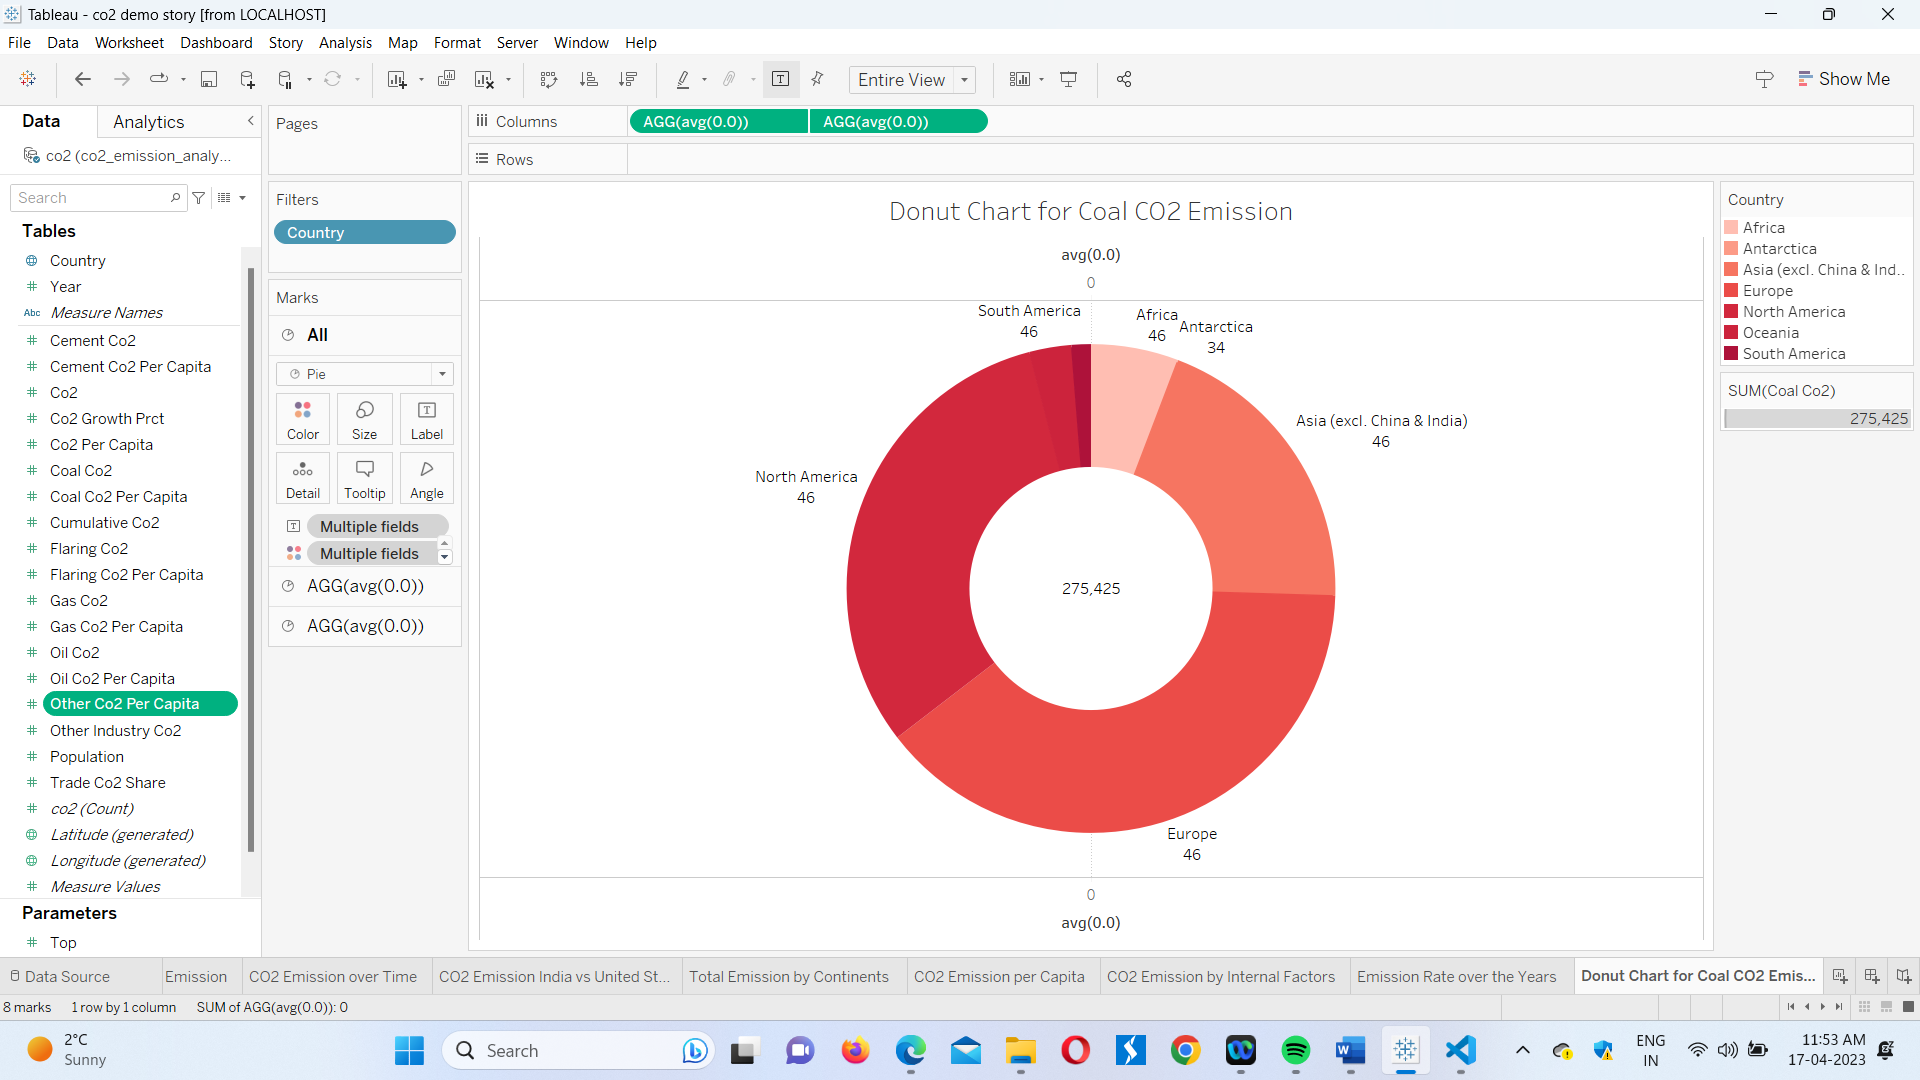 Tableau - co2 demo story [from LOCALHOST]
File Data Worksheet Dashboard Story Analysis Map Format Server Window Help
Entire View
Show Me
Data
Analytics
co2 (co2_emission_analy...
Search
Tables
Country
Year
Abc Measure Names
Cement Co2
Cement Co2 Per Capita
Co2
Co2 Growth Prct
Co2 Per Capita
Coal Co2
Coal Co2 Per Capita
Cumulative Co2
Flaring Co2
Flaring Co2 Per Capita
Gas Co2
Gas Co2 Per Capita
Oil Co2
Oil Co2 Per Capita
Other Co2 Per Capita
Other Industry Co2
Population
Trade Co2 Share
co2 (Count)
Latitude (generated)
Longitude (generated)
Measure Values
Parameters
Top
Pages
Filters
Country
Marks
All
Pie
Color
Size
Label
Detail
Tooltip
Angle
Multiple fields
Multiple fields
AGG(avg(0.0))
AGG(avg(0.0))
Columns
AGG(avg(0.0))
AGG(avg(0.0))
Rows
Donut Chart for Coal CO2 Emission
avg(0.0)
0
South America
46
Africa
46
Antarctica
34
Asia (excl. China & India)
46
North America
46
275,425
Europe
46
0
avg(0.0)
Country
Africa
Antarctica
Asia (excl. China & Ind..
Europe
North America
Oceania
South America
SUM(Coal Co2)
275,425
Data Source
Emission
CO2 Emission over Time
CO2 Emission India vs United St...
Total Emission by Continents
CO2 Emission per Capita
CO2 Emission by Internal Factors
Emission Rate over the Years
Donut Chart for Coal CO2 Emis...
8 marks
1 row by 1 column
SUM of AGG(avg(0.0)): 0
2°C
Sunny
Search
ENG
IN
11:53 AM
17-04-2023